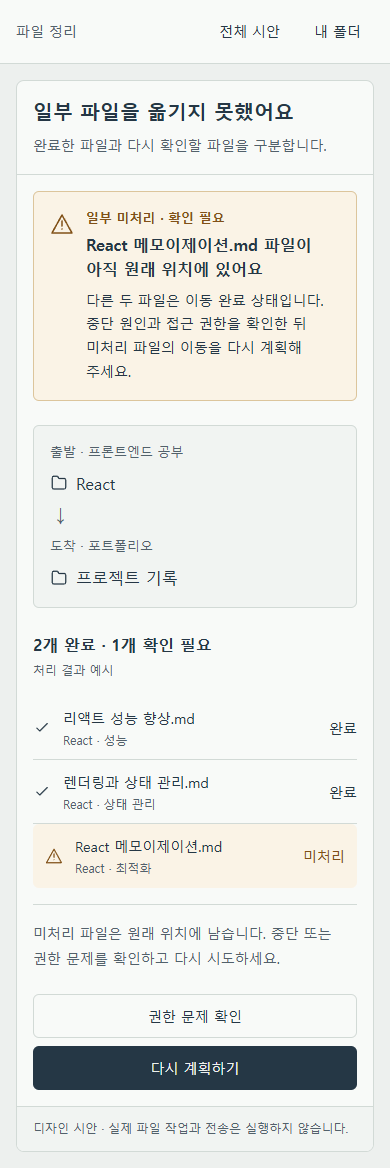 파일 정리
전체 시안
내 폴더
일부 파일을 옮기지 못했어요
완료한 파일과 다시 확인할 파일을 구분합니다.
일부 미처리 · 확인 필요
React 메모이제이션.md 파일이
아직 원래 위치에 있어요
다른 두 파일은 이동 완료 상태입니다.
중단 원인과 접근 권한을 확인한 뒤
미처리 파일의 이동을 다시 계획해
주세요.
출발 · 프론트엔드 공부
React
↓
도착 · 포트폴리오
프로젝트 기록
2개 완료 · 1개 확인 필요
처리 결과 예시
리액트 성능 향상.md
React · 성능
완료
렌더링과 상태 관리.md
React · 상태 관리
완료
React 메모이제이션.md
React · 최적화
미처리
미처리 파일은 원래 위치에 남습니다. 중단 또는
권한 문제를 확인하고 다시 시도하세요.
권한 문제 확인
다시 계획하기
디자인 시안 · 실제 파일 작업과 전송은 실행하지 않습니다.